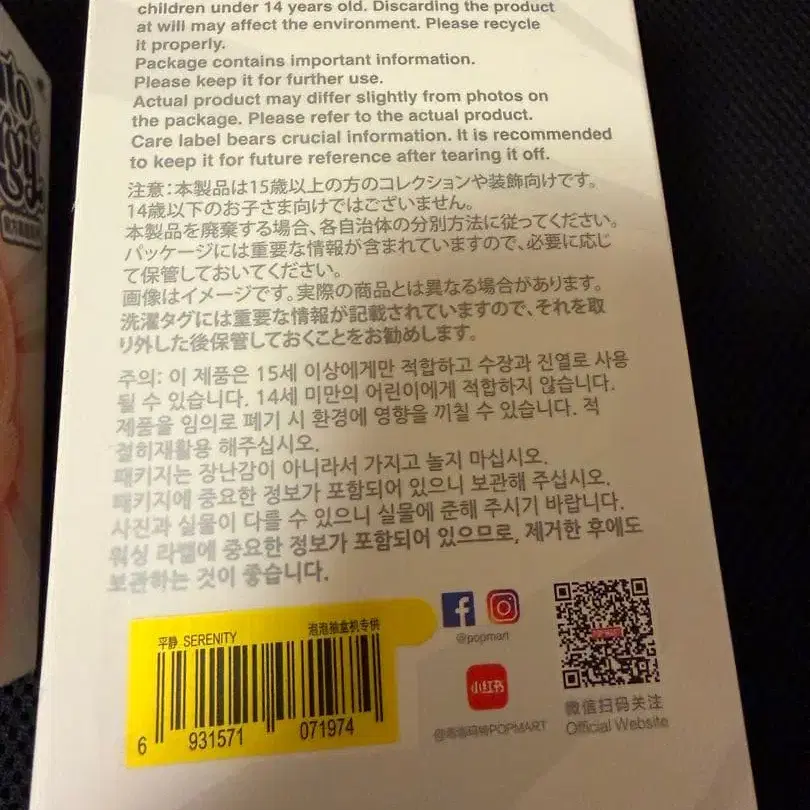 children under 14 years old. Discarding the product
at will may affect the environment. Please recycle
it properly.
Package contains important information.
Please keep it for further use.
Actual product may differ slightly from photos on
the package. Please refer to the actual product.
Care label bears crucial information. It is recommended
to keep it for future reference after tearing it off.
注意：本製品は15歳以上の方のコレクションや装飾向けです。
14歳以下のお子さま向けではございません。
本製品を廃棄する場合、各自治体の分別方法に従ってください。
パッケージには重要な情報が含まれていますので、必要に応じ
て保管しておいてください。
画像はイメージです。実際の商品とは異なる場合があります。
洗濯タグには重要な情報が記載されていますので、それを取
り外した後保管しておくことをお勧めします。
주의: 이 제품은 15세 이상에게만 적합하고 수장과 진열로 사용
될 수 있습니다. 14세 미만의 어린이에게 적합하지 않습니다.
제품을 임의로 폐기 시 환경에 영향을 끼칠 수 있습니다. 적
절히재활용 해주십시오.
패키지는 장난감이 아니라서 가지고 놀지 마십시오.
패키지에 중요한 정보가 포함되어 있으니 보관해 주십시오.
사진과 실물이 다를 수 있으니 실물에 준해 주시기 바랍니다.
워싱 라벨에 중요한 정보가 포함되어 있으므로, 제거한 후에도
보관하는 것이 좋습니다.
平静 SERENITY 泡泡抽盒机专供
6 931571 071974
@popmart
小红书
POPMART
微信扫码关注
Official Website